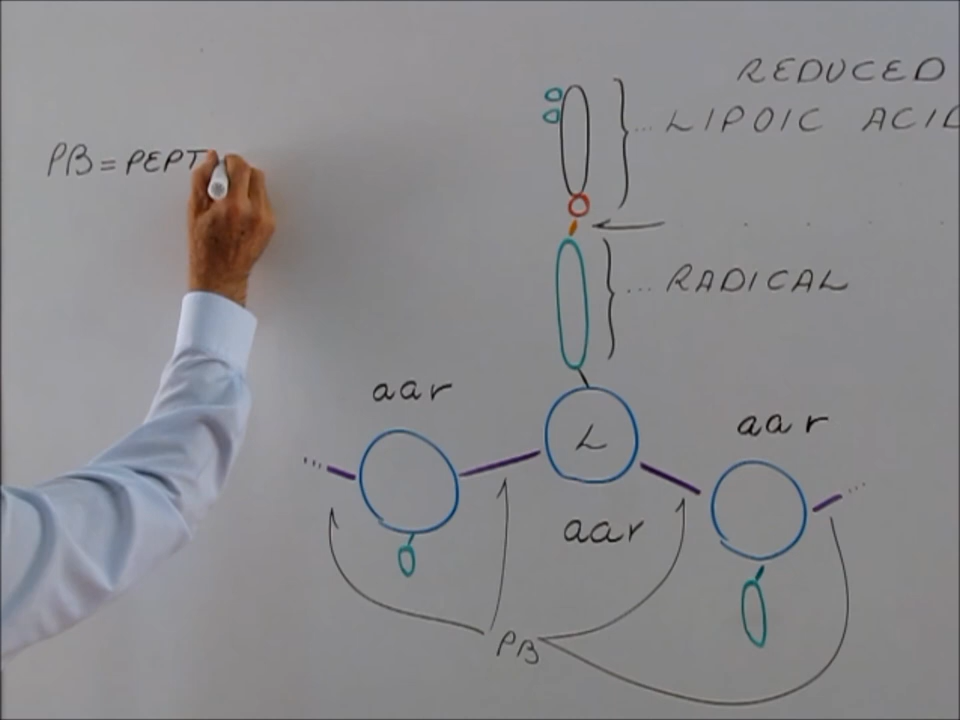 REDUCED
... LIPOIC ACI
PB = PEPT
... RADICAL
aar
aar
L
aar
PB